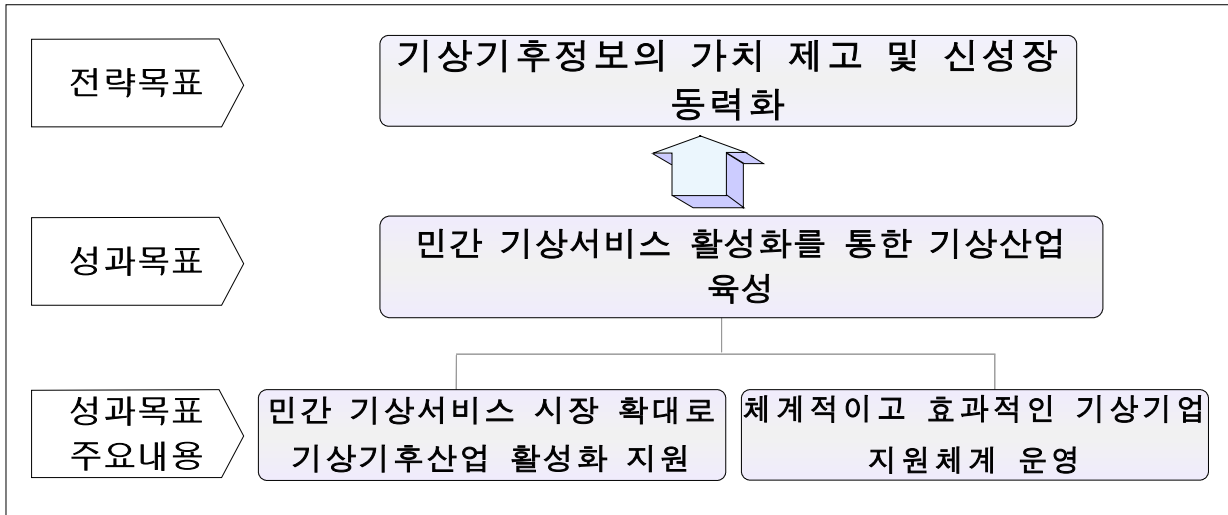 전략목표
기상기후정보의 가치 제고 및 신성장
동력화
성과목표
민간 기상서비스 활성화를 통한 기상산업
육성
성과목표
주요내용
민간 기상서비스 시장 확대로
기상기후산업 활성화 지원
체계적이고 효과적인 기상기업
지원체계 운영